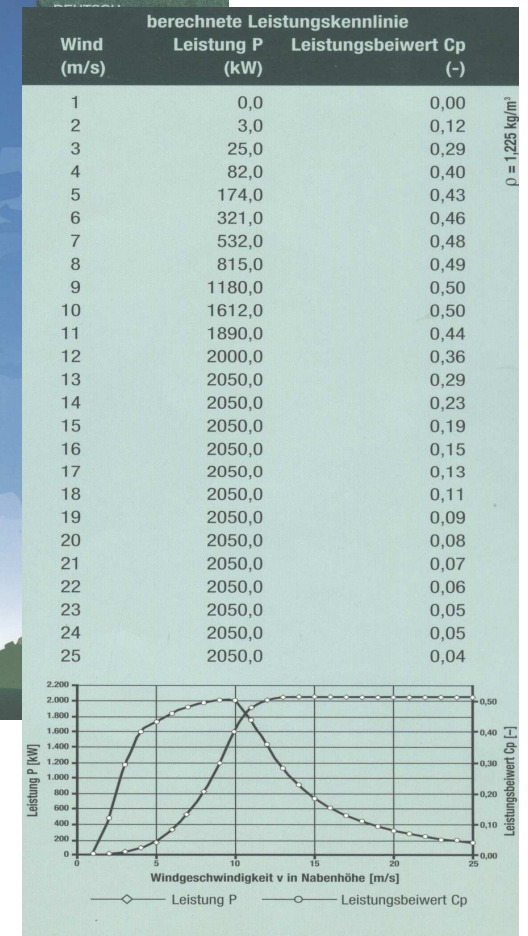 DEUTSCH
berechnete Leistungskennlinie
Wind Leistung P Leistungsbeiwert Cp
(m/s) (kW) (-)
1 0,0 0,00
2 3,0 0,12
3 25,0 0,29
4 82,0 0,40
5 174,0 0,43
6 321,0 0,46
7 532,0 0,48
8 815,0 0,49
9 1180,0 0,50
10 1612,0 0,50
11 1890,0 0,44
12 2000,0 0,36
13 2050,0 0,29
14 2050,0 0,23
15 2050,0 0,19
16 2050,0 0,15
17 2050,0 0,13
18 2050,0 0,11
19 2050,0 0,09
20 2050,0 0,08
21 2050,0 0,07
22 2050,0 0,06
23 2050,0 0,05
24 2050,0 0,05
25 2050,0 0,04
ρ = 1,225 kg/m³
2.200
2.000
1.800
1.600
1.400
1.200
1.000
800
600
400
200
0
Leistung P [kW]
0,50
0,40
0,30
0,20
0,10
0,00
Leistungsbeiwert Cp [–]
0 5 10 15 20 25
Windgeschwindigkeit v in Nabenhöhe [m/s]
Leistung P Leistungsbeiwert Cp